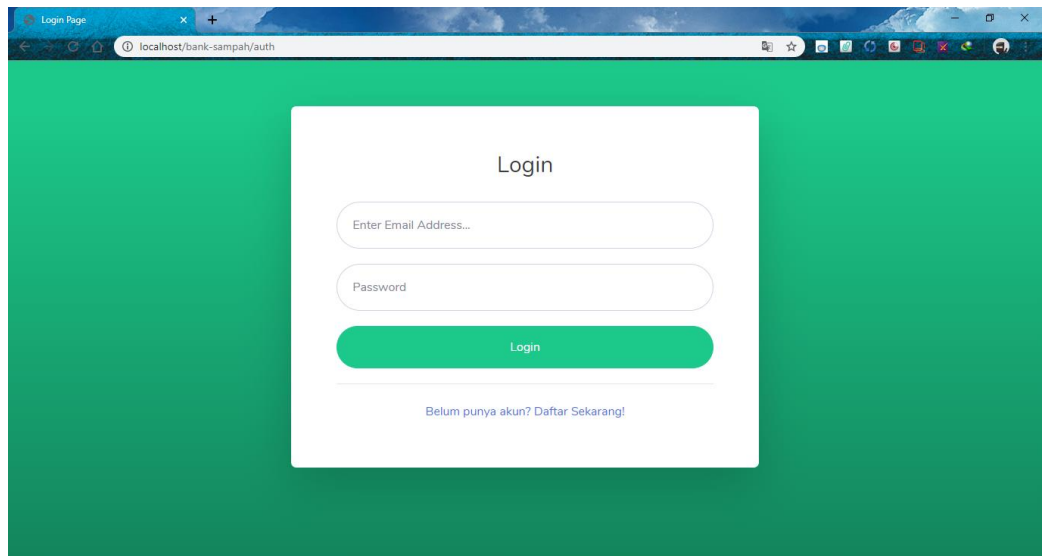 Login Page
localhost/bank-sampah/auth
Login
Enter Email Address...
Password
Login
Belum punya akun? Daftar Sekarang!